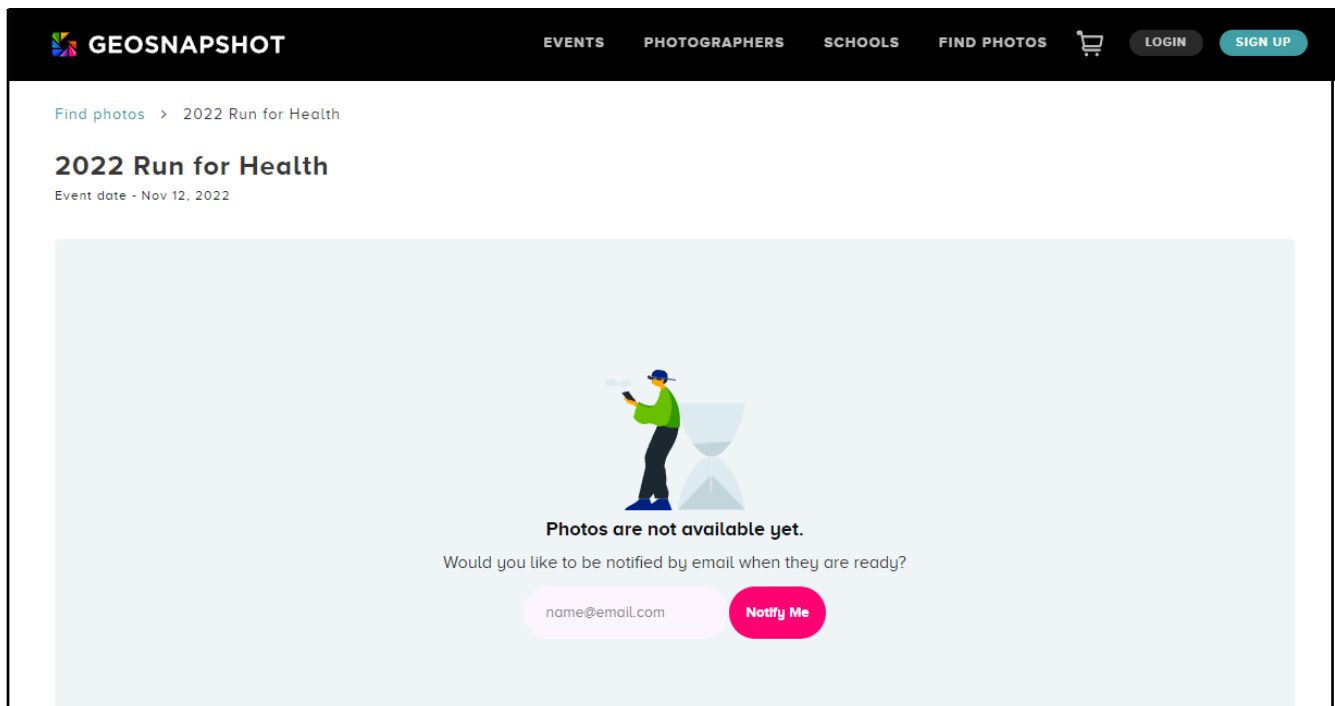 GEOSNAPSHOT
EVENTS PHOTOGRAPHERS SCHOOLS FIND PHOTOS LOGIN SIGN UP
Find photos > 2022 Run for Health
2022 Run for Health
Event date - Nov 12, 2022
Photos are not available yet.
Would you like to be notified by email when they are ready?
name@email.com Notify Me